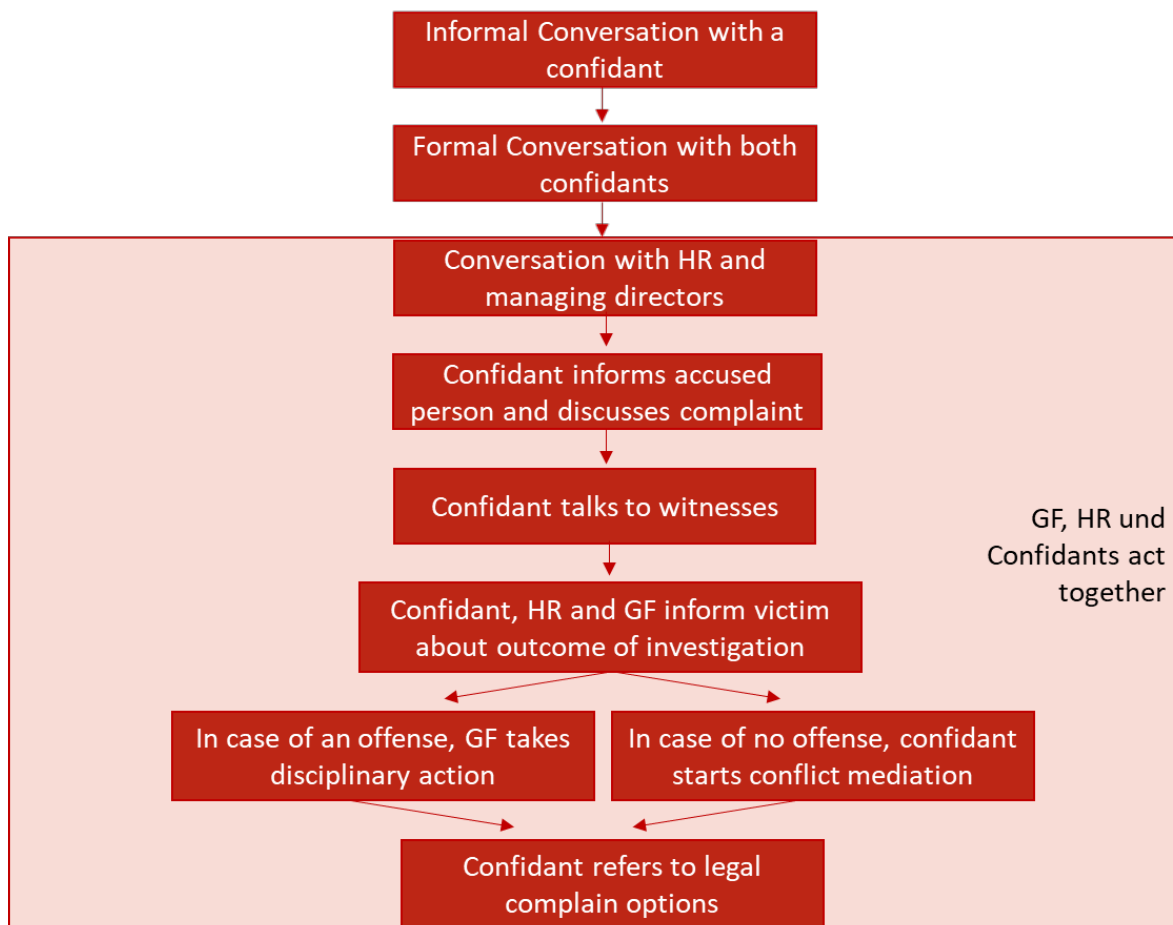 Informal Conversation with a
confidant
Formal Conversation with both
confidants
Conversation with HR and
managing directors
Confidant informs accused
person and discusses complaint
Confidant talks to witnesses
GF, HR und
Confidants act
together
Confidant, HR and GF inform victim
about outcome of investigation
In case of an offense, GF takes
disciplinary action
In case of no offense, confidant
starts conflict mediation
Confidant refers to legal
complain options